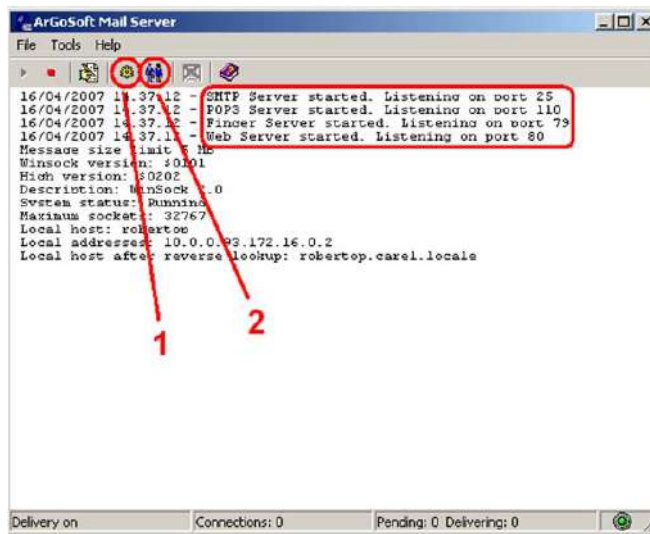 ArGoSoft Mail Server
File Tools Help
16/04/2007 14.37.12 - SMTP Server started. Listening on port 25
16/04/2007 14.37.12 - POP3 Server started. Listening on port 110
16/04/2007 14.37.12 - Finger Server started. Listening on port 79
16/04/2007 14.37.12 - Web Server started. Listening on port 80
Message size limit 5 MB
Winsock version: $0101
High version: $0202
Description: WinSock 2.0
System status: Running
Maximum sockets: 32767
Local host: robertop
Local addresses: 10.0.0.93,172.16.0.2
Local host after reverse lookup: robertop.carel.locale
1
2
Delivery on
Connections: 0
Pending: 0 Delivering: 0